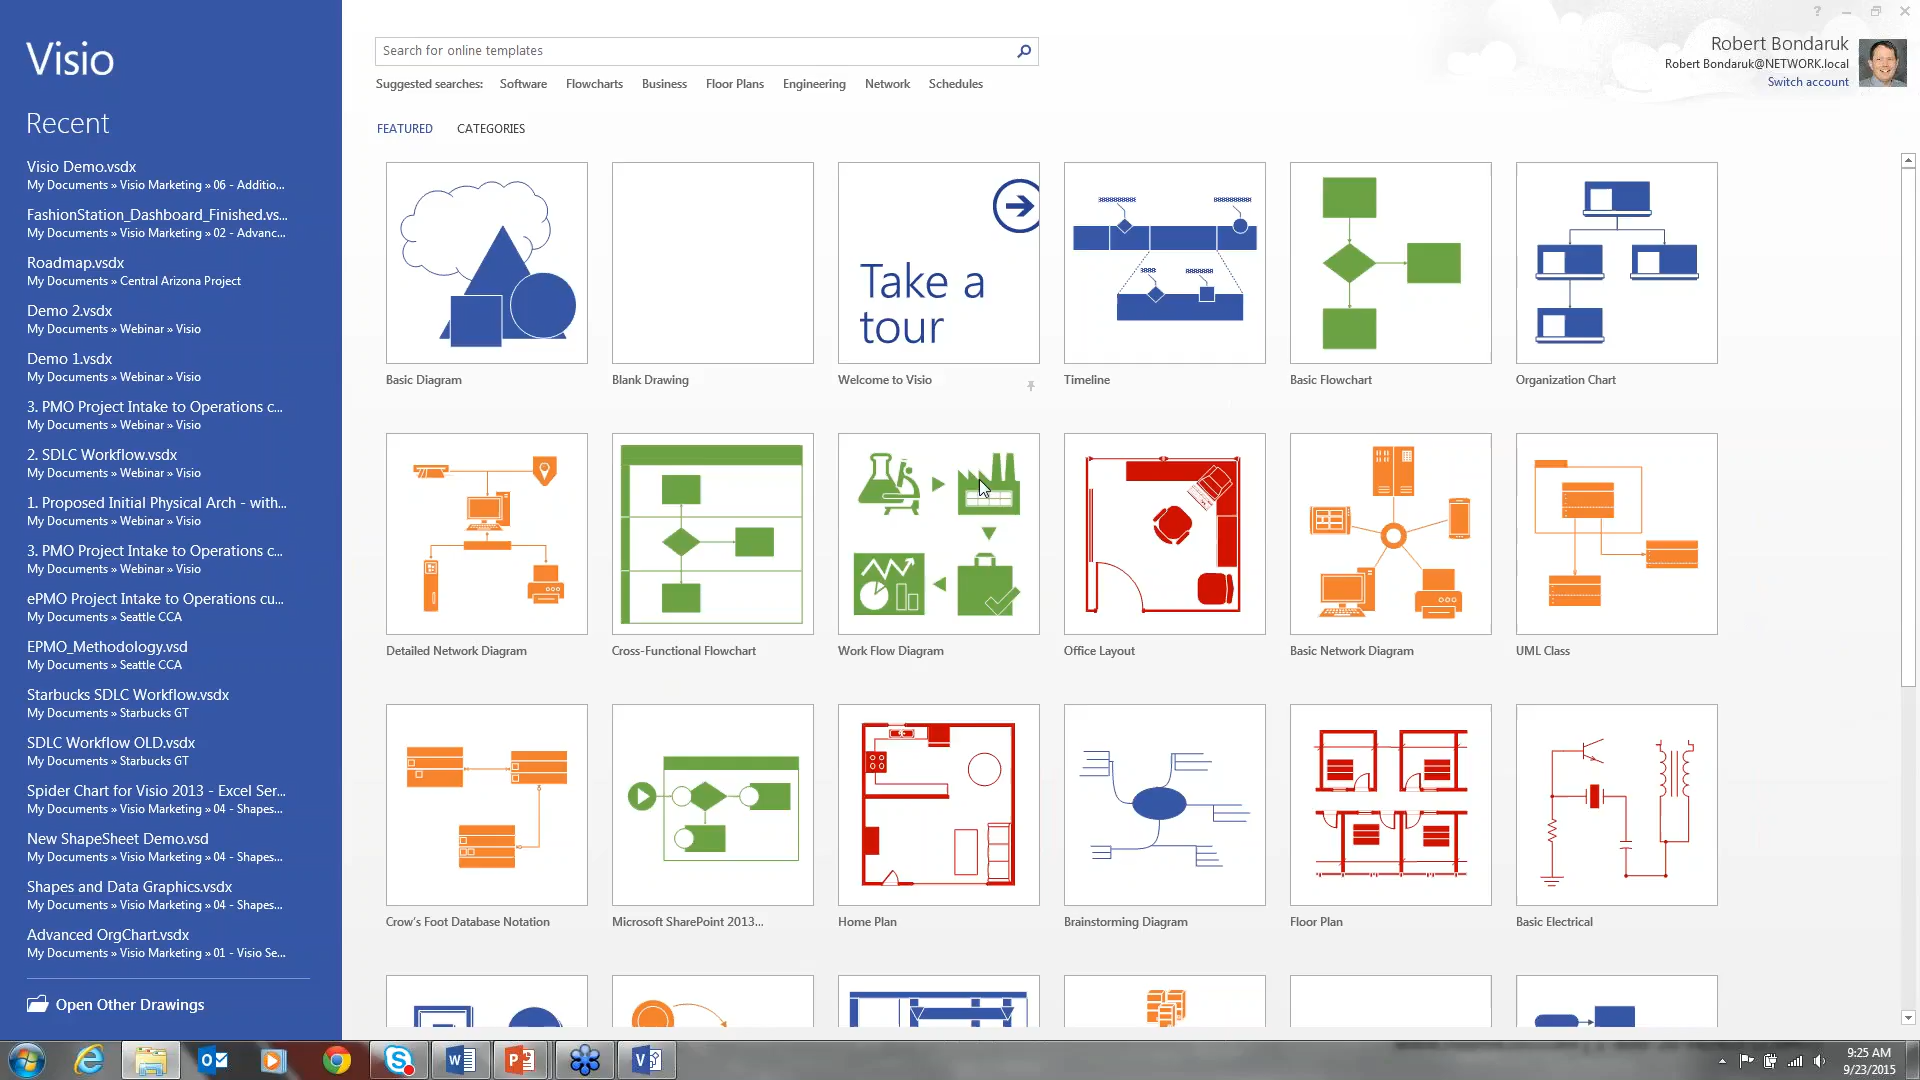 Visio
Recent
Visio Demo.vsdx
My Documents » Visio Marketing » 06 - Additio...
FashionStation_Dashboard_Finished.vs...
My Documents » Visio Marketing » 02 - Advanc...
Roadmap.vsdx
My Documents » Central Arizona Project
Demo 2.vsdx
My Documents » Webinar » Visio
Demo 1.vsdx
My Documents » Webinar » Visio
3. PMO Project Intake to Operations c...
My Documents » Webinar » Visio
2. SDLC Workflow.vsdx
My Documents » Webinar » Visio
1. Proposed Initial Physical Arch - with...
My Documents » Webinar » Visio
3. PMO Project Intake to Operations c...
My Documents » Webinar » Visio
ePMO Project Intake to Operations cu...
My Documents » Seattle CCA
EPMO_Methodology.vsd
My Documents » Seattle CCA
Starbucks SDLC Workflow.vsdx
My Documents » Starbucks GT
SDLC Workflow OLD.vsdx
My Documents » Starbucks GT
Spider Chart for Visio 2013 - Excel Ser...
My Documents » Visio Marketing » 04 - Shapes...
New ShapeSheet Demo.vsd
My Documents » Visio Marketing » 04 - Shapes...
Shapes and Data Graphics.vsdx
My Documents » Visio Marketing » 04 - Shapes...
Advanced OrgChart.vsdx
My Documents » Visio Marketing » 01 - Visio Se...
Open Other Drawings
Search for online templates
Suggested searches: Software Flowcharts Business Floor Plans Engineering Network Schedules
Robert Bondaruk
Robert Bondaruk@NETWORK.local
Switch account
FEATURED CATEGORIES
Take a
tour
Basic Diagram Blank Drawing Welcome to Visio Timeline Basic Flowchart Organization Chart
Detailed Network Diagram Cross-Functional Flowchart Work Flow Diagram Office Layout Basic Network Diagram UML Class
Crow's Foot Database Notation Microsoft SharePoint 2013... Home Plan Brainstorming Diagram Floor Plan Basic Electrical
9:25 AM
9/23/2015